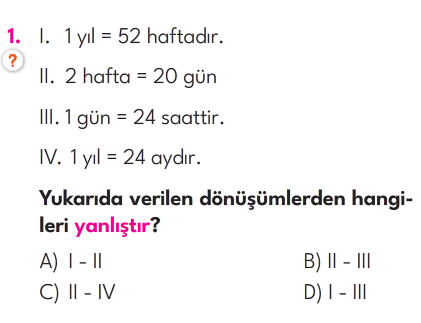 1. I. 1 yıl = 52 haftadır.
? II. 2 hafta = 20 gün
III. 1 gün = 24 saattir.
IV. 1 yıl = 24 aydır.
Yukarıda verilen dönüşümlerden hangi-
leri yanlıştır?
A) I - II B) II - III
C) II - IV D) I - III